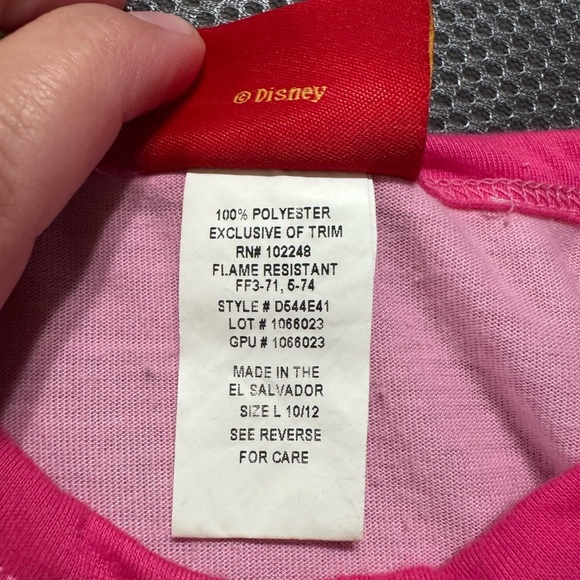 © Disney
100% POLYESTER
EXCLUSIVE OF TRIM
RN# 102248
FLAME RESISTANT
FF3-71, 5-74
STYLE # D544E41
LOT # 1066023
GPU # 1066023
MADE IN THE
EL SALVADOR
SIZE L 10/12
SEE REVERSE
FOR CARE